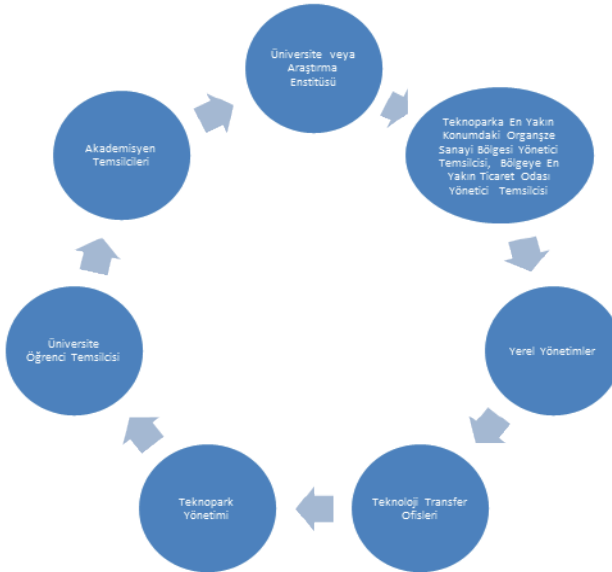 Üniversite veya
Araştırma
Enstitüsü
Teknoparka En Yakın
Konumdaki Organşze
Sanayi Bölgesi Yönetici
Temsilcisi, Bölgeye En
Yakın Ticaret Odası
Yönetici Temsilcisi
Yerel Yönetimler
Teknoloji Transfer
Ofisleri
Teknopark
Yönetimi
Üniversite
Öğrenci Temsilcisi
Akademisyen
Temsilcileri